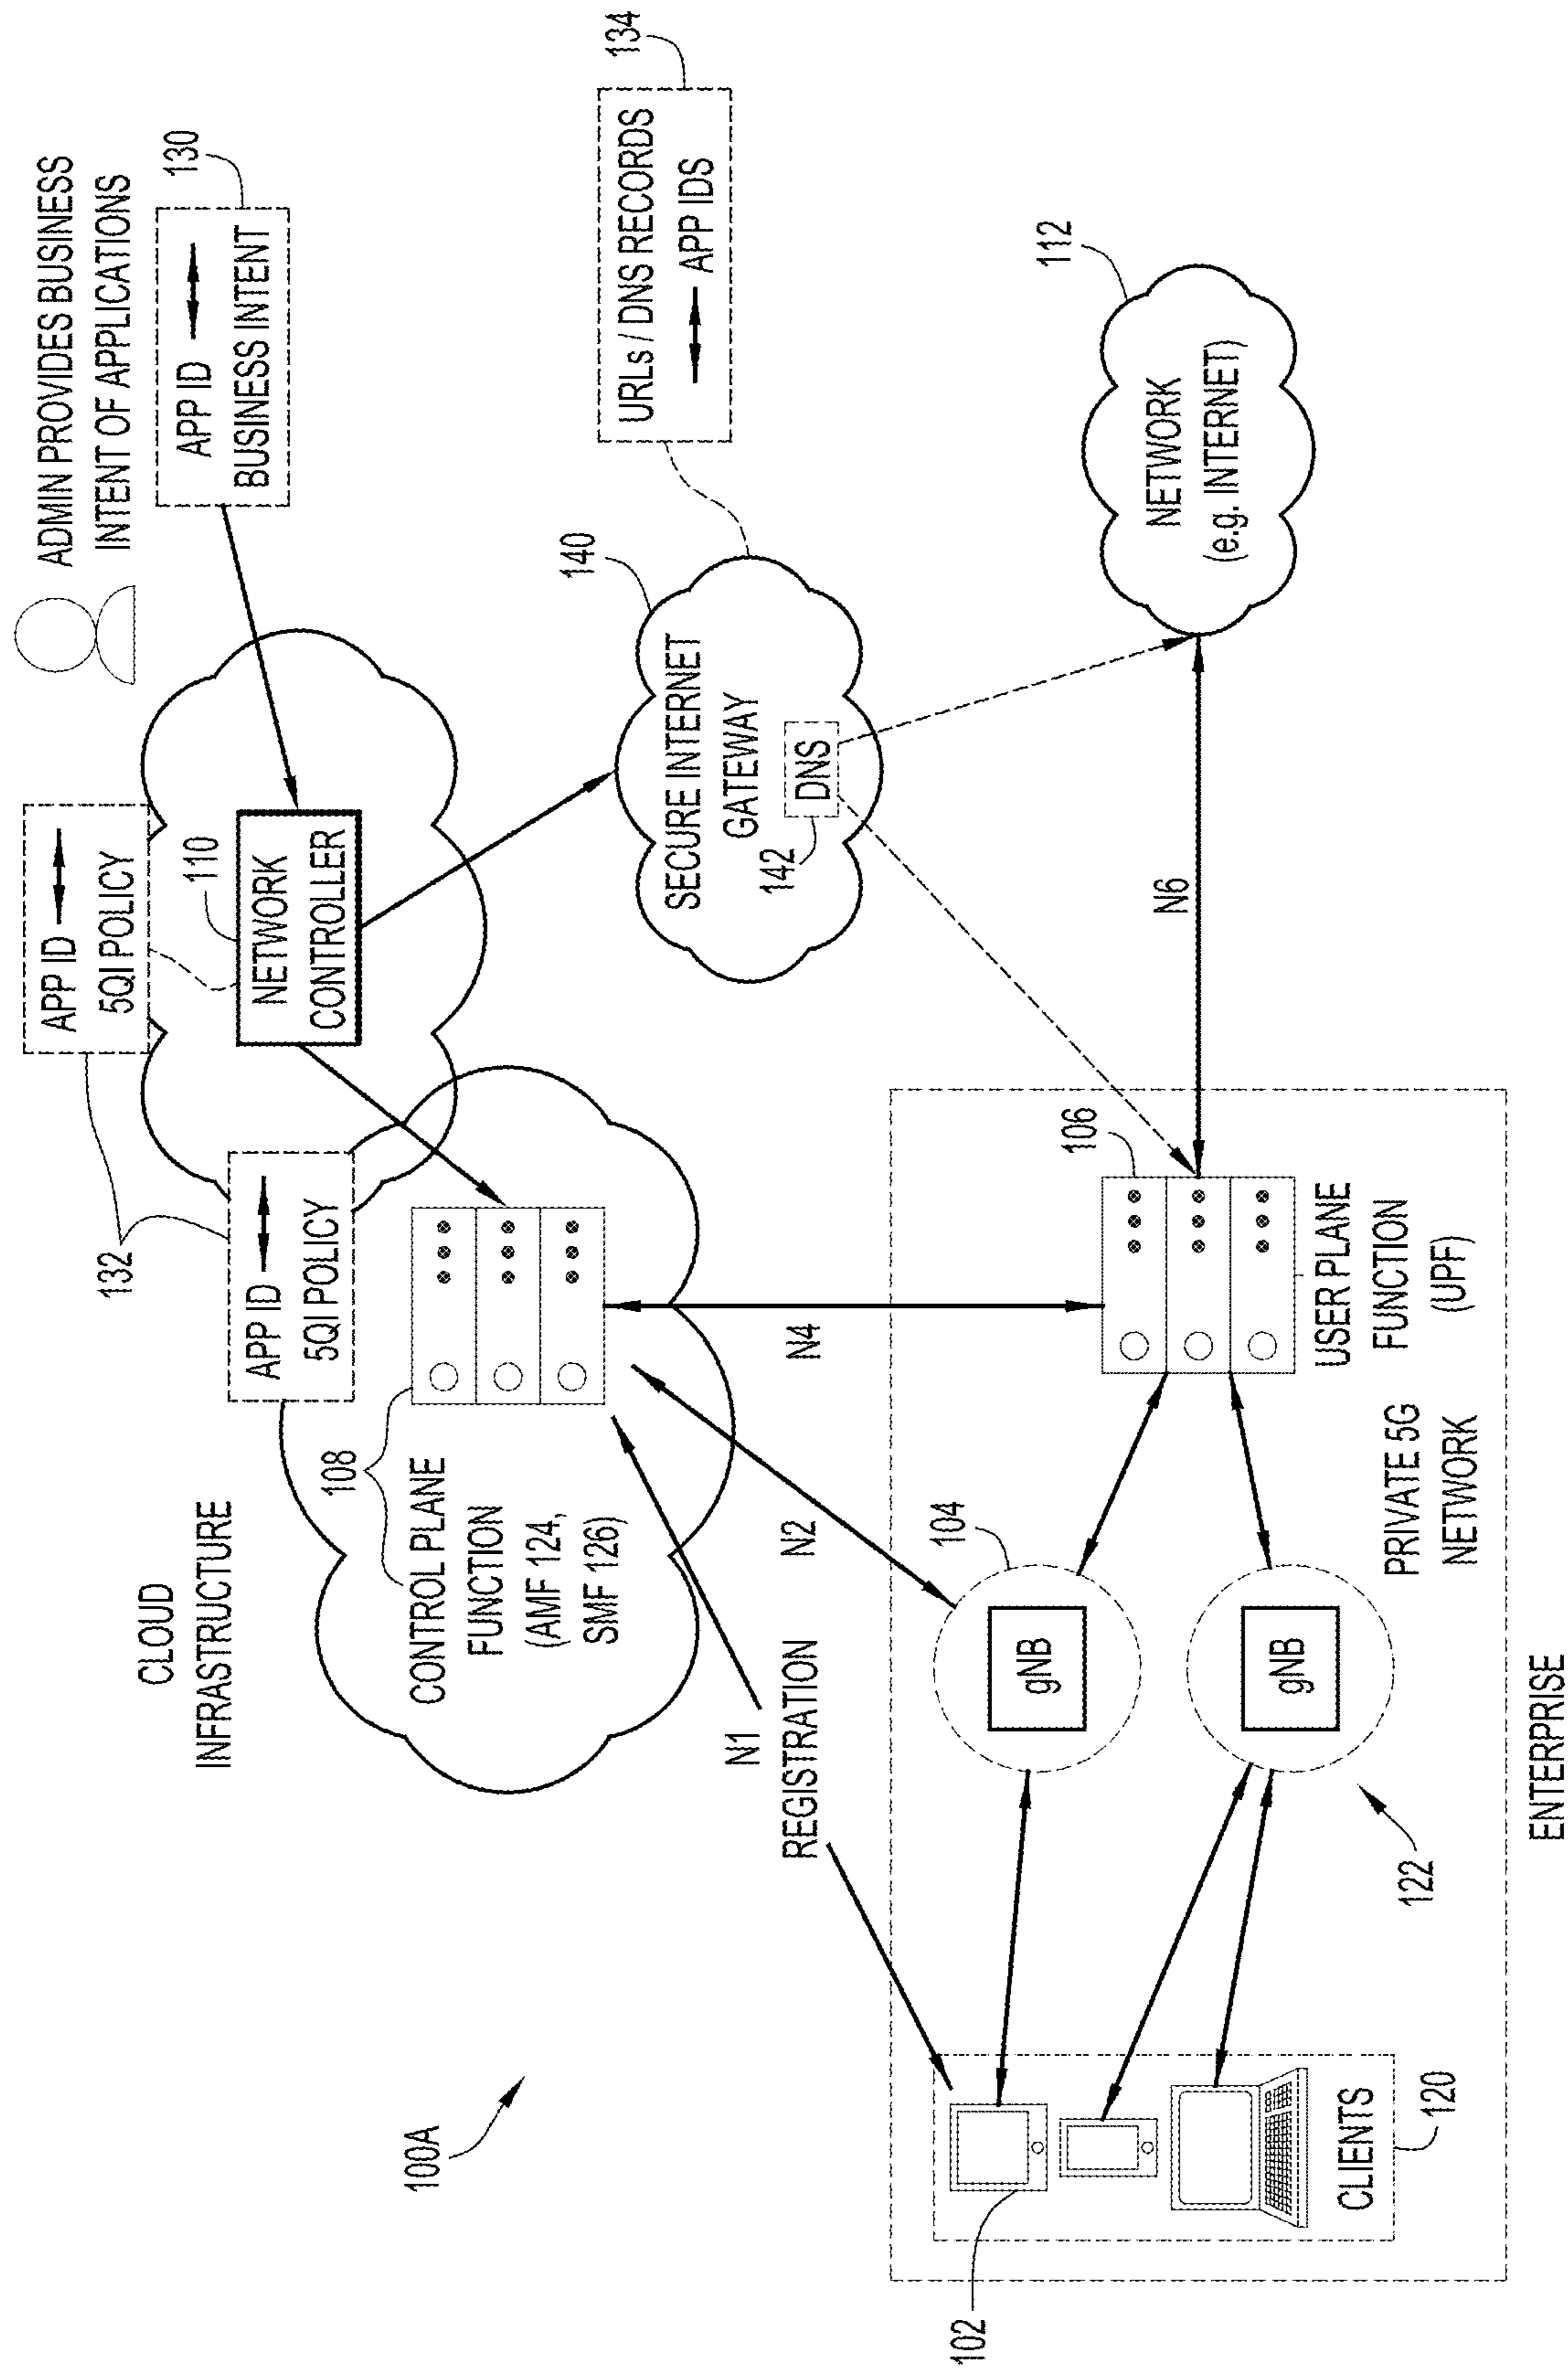 ADMIN PROVIDES BUSINESS
INTENT OF APPLICATIONS
130
APP ID
BUSINESS INTENT
132
APP ID
5QI POLICY
110
NETWORK
CONTROLLER
APP ID
5QI POLICY
CLOUD
INFRASTRUCTURE
108
CONTROL PLANE
FUNCTION
(AMF 124,
SMF 126)
134
URLs / DNS RECORDS
APP IDS
140
SECURE INTERNET
GATEWAY
142
DNS
100A
N1
REGISTRATION
N2
N4
N6
112
NETWORK
(e.g. INTERNET)
104
gNB
gNB
122
106
USER PLANE
FUNCTION
(UPF)
PRIVATE 5G
NETWORK
102
CLIENTS
120
ENTERPRISE